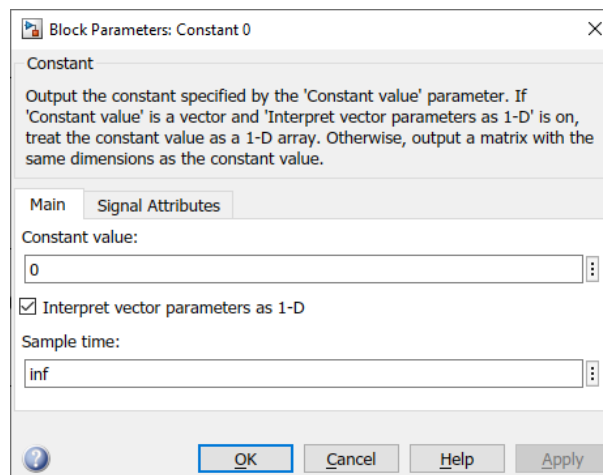 Block Parameters: Constant 0
Constant
Output the constant specified by the 'Constant value' parameter. If
'Constant value' is a vector and 'Interpret vector parameters as 1-D' is on,
treat the constant value as a 1-D array. Otherwise, output a matrix with the
same dimensions as the constant value.
Main Signal Attributes
Constant value:
0
Interpret vector parameters as 1-D
Sample time:
inf
OK Cancel Help Apply